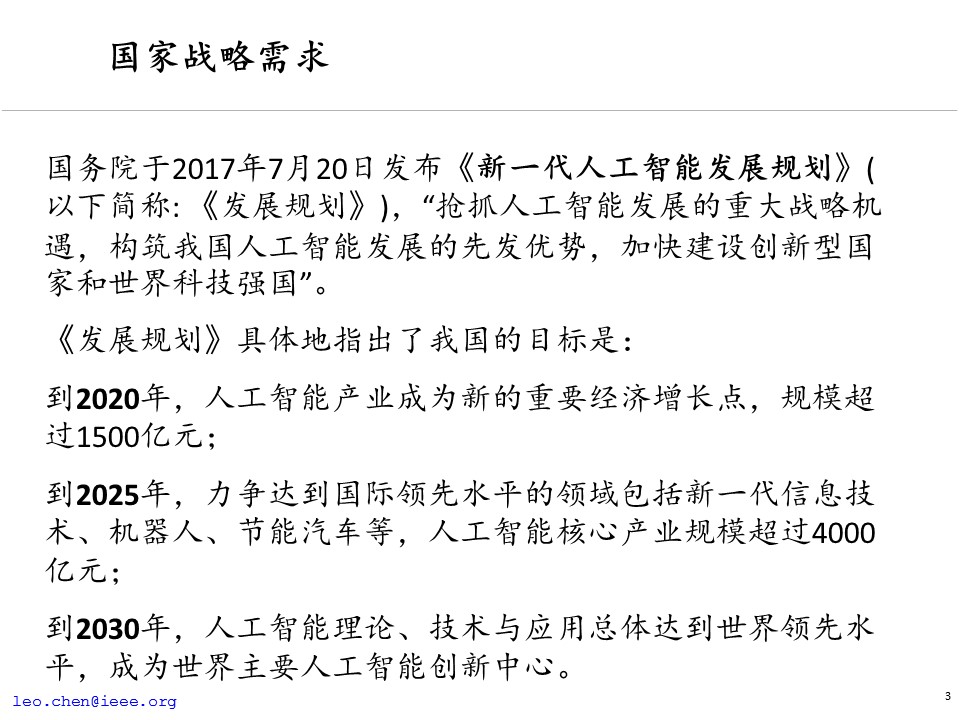 国家战略需求
国务院于2017年7月20日发布《新一代人工智能发展规划》(
以下简称：《发展规划》)，“抢抓人工智能发展的重大战略机
遇，构筑我国人工智能发展的先发优势，加快建设创新型国
家和世界科技强国”。
《发展规划》具体地指出了我国的目标是：
到2020年，人工智能产业成为新的重要经济增长点，规模超
过1500亿元；
到2025年，力争达到国际领先水平的领域包括新一代信息技
术、机器人、节能汽车等，人工智能核心产业规模超过4000
亿元；
到2030年，人工智能理论、技术与应用总体达到世界领先水
平，成为世界主要人工智能创新中心。
leo.chen@ieee.org
3